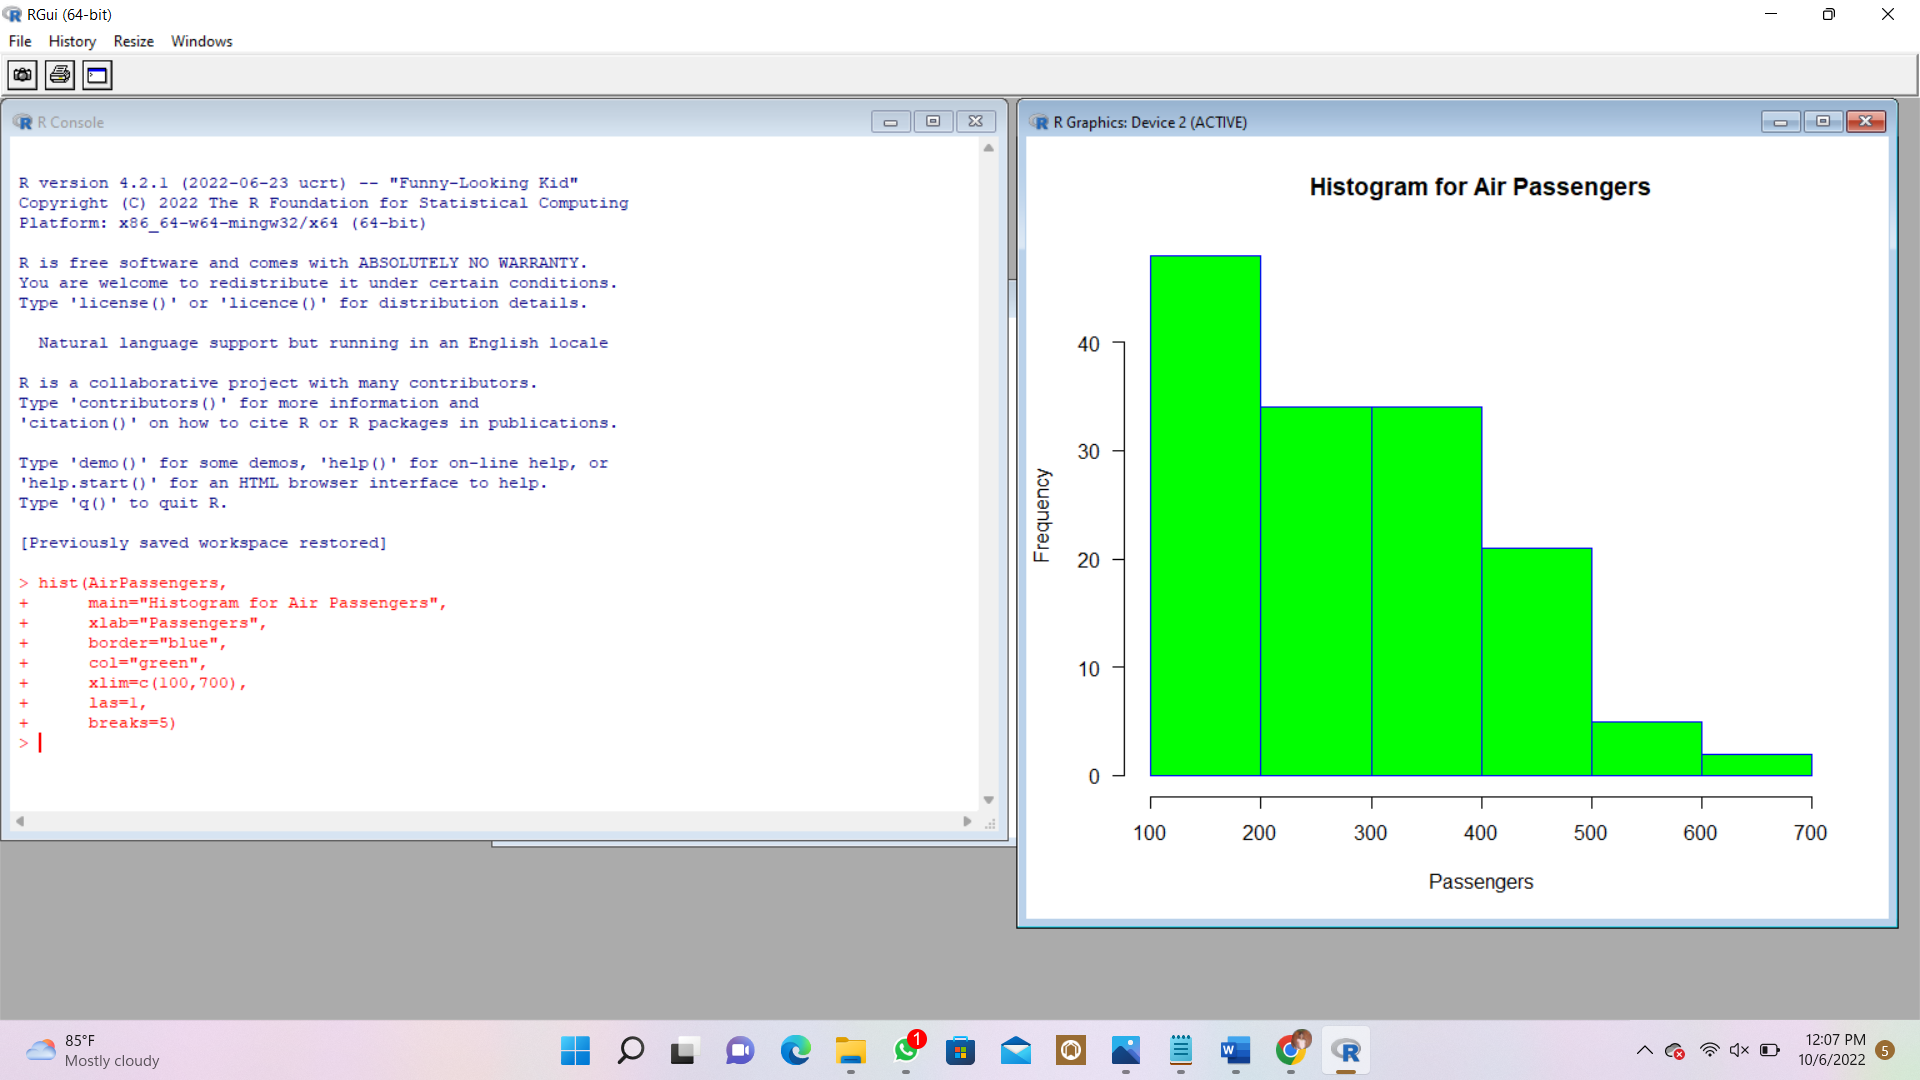 RGui (64-bit)
File History Resize Windows
R Console
R version 4.2.1 (2022-06-23 ucrt) -- "Funny-Looking Kid"
Copyright (C) 2022 The R Foundation for Statistical Computing
Platform: x86_64-w64-mingw32/x64 (64-bit)
R is free software and comes with ABSOLUTELY NO WARRANTY.
You are welcome to redistribute it under certain conditions.
Type 'license()' or 'licence()' for distribution details.
Natural language support but running in an English locale
R is a collaborative project with many contributors.
Type 'contributors()' for more information and
'citation()' on how to cite R or R packages in publications.
Type 'demo()' for some demos, 'help()' for on-line help, or
'help.start()' for an HTML browser interface to help.
Type 'q()' to quit R.
[Previously saved workspace restored]
> hist(AirPassengers,
+ main="Histogram for Air Passengers",
+ xlab="Passengers",
+ border="blue",
+ col="green",
+ xlim=c(100,700),
+ las=1,
+ breaks=5)
>
R Graphics: Device 2 (ACTIVE)
Histogram for Air Passengers
40
30
20
10
0
Frequency
100 200 300 400 500 600 700
Passengers
85°F
Mostly cloudy
1
12:07 PM
10/6/2022
5